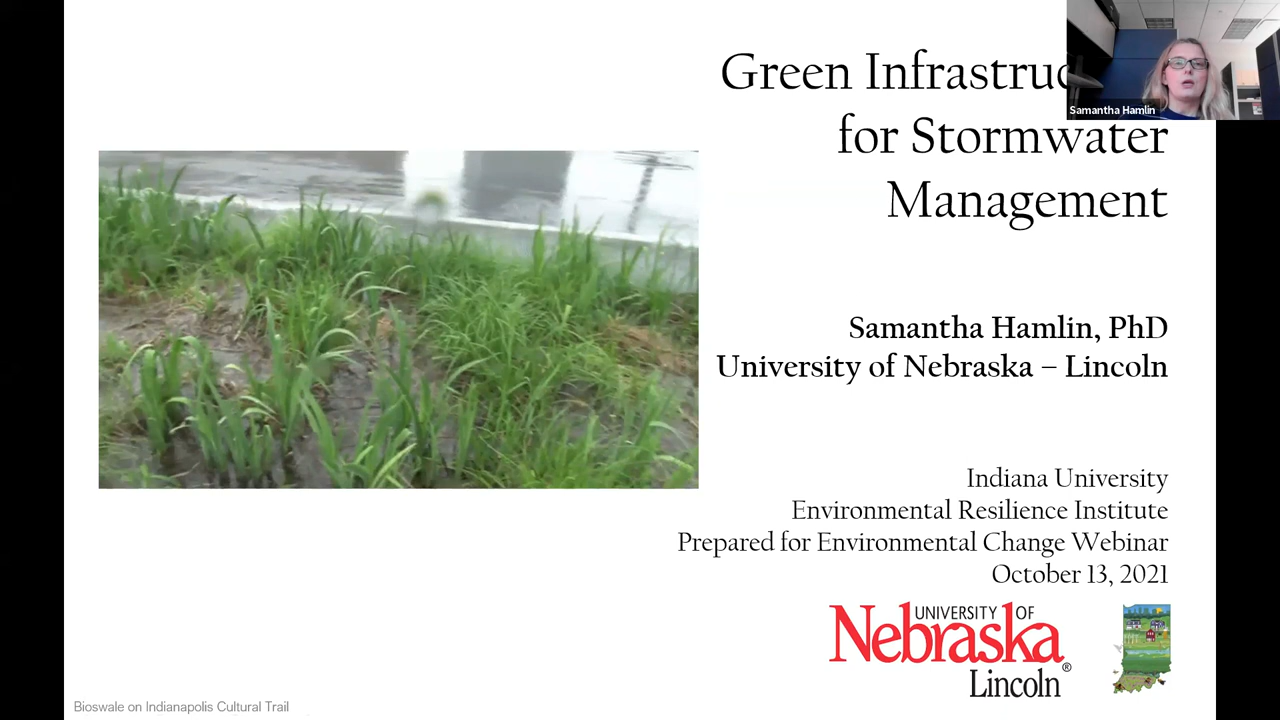 Green Infrastruc
for Stormwater
Management
Samantha Hamlin
Samantha Hamlin, PhD
University of Nebraska – Lincoln
Indiana University
Environmental Resilience Institute
Prepared for Environmental Change Webinar
October 13, 2021
UNIVERSITY OF
Nebraska
Lincoln®
Bioswale on Indianapolis Cultural Trail